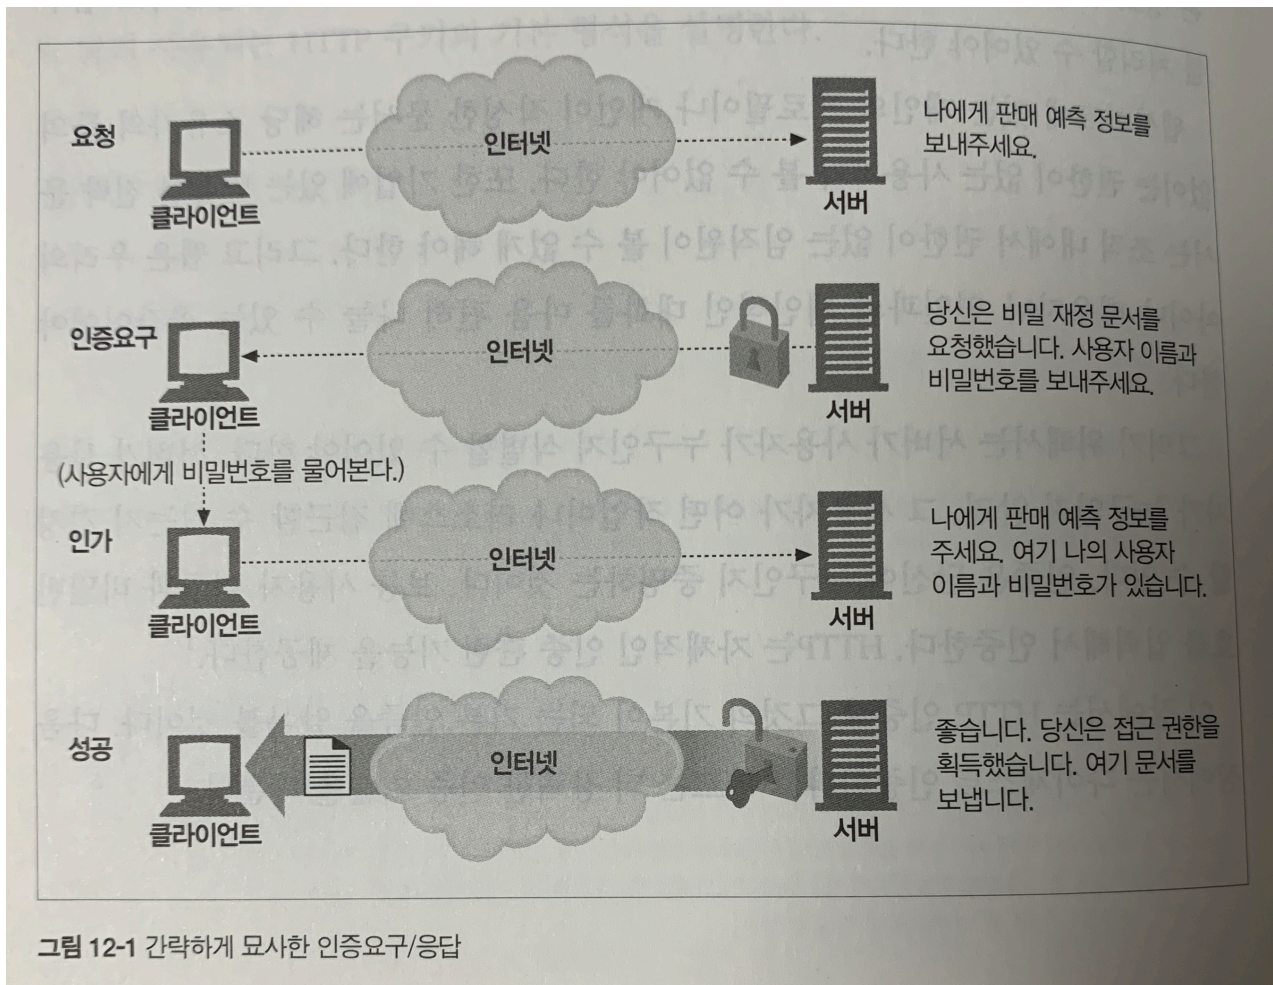 요청
클라이언트
인터넷
서버
나에게 판매 예측 정보를
보내주세요.
인증요구
클라이언트
인터넷
서버
당신은 비밀 재정 문서를
요청했습니다. 사용자 이름과
비밀번호를 보내주세요.
(사용자에게 비밀번호를 물어본다.)
인가
클라이언트
인터넷
서버
나에게 판매 예측 정보를
주세요. 여기 나의 사용자
이름과 비밀번호가 있습니다.
성공
클라이언트
인터넷
서버
좋습니다. 당신은 접근 권한을
획득했습니다. 여기 문서를
보냅니다.
그림 12-1 간략하게 묘사한 인증요구/응답